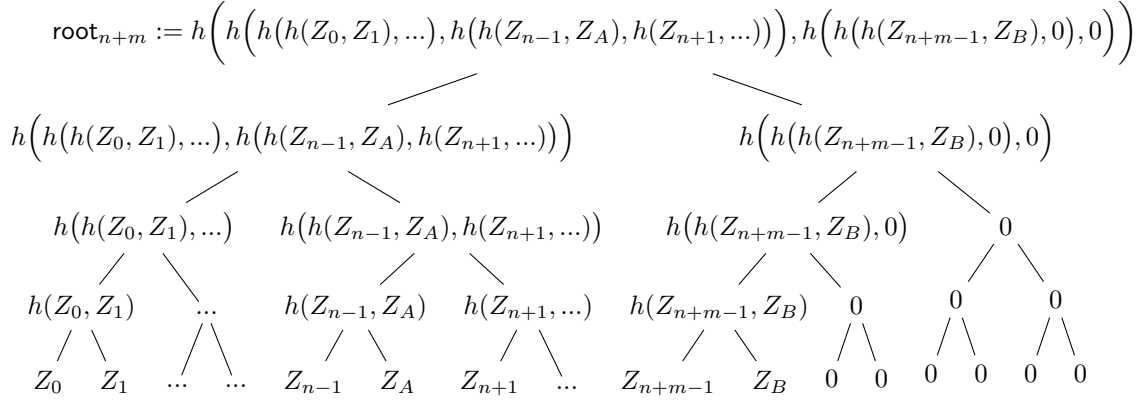 root_{n+m} := h(h(h(h(Z_0, Z_1), ...), h(h(Z_{n-1}, Z_A), h(Z_{n+1}, ...))), h(h(h(Z_{n+m-1}, Z_B), 0), 0))
h(h(h(Z_0, Z_1), ...), h(h(Z_{n-1}, Z_A), h(Z_{n+1}, ...))) h(h(h(Z_{n+m-1}, Z_B), 0), 0)
h(h(Z_0, Z_1), ...) h(h(Z_{n-1}, Z_A), h(Z_{n+1}, ...)) h(h(Z_{n+m-1}, Z_B), 0) 0
h(Z_0, Z_1) ... h(Z_{n-1}, Z_A) h(Z_{n+1}, ...) h(Z_{n+m-1}, Z_B) 0 0 0
Z_0 Z_1 ... ... Z_{n-1} Z_A Z_{n+1} ... Z_{n+m-1} Z_B 0 0 0 0 0 0